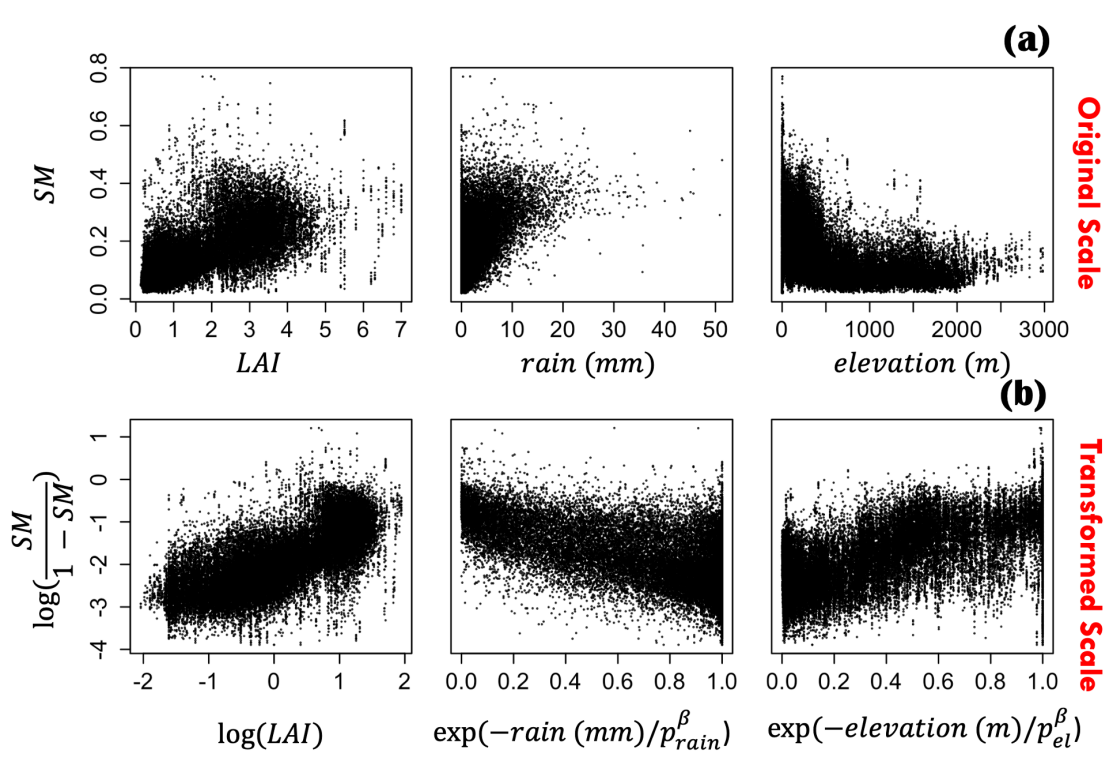 (a)
0.0 0.2 0.4 0.6 0.8
SM
0 1 2 3 4 5 6 7
LAI
0 10 20 30 40 50
rain (mm)
0 1000 2000 3000
elevation (m)
Original Scale
(b)
-4 -3 -2 -1 0 1
log(SM/1 − SM)
-2 -1 0 1 2
log(LAI)
0.0 0.2 0.4 0.6 0.8 1.0
exp(−rain (mm)/p^β_rain)
0.0 0.2 0.4 0.6 0.8 1.0
exp(−elevation (m)/p^β_el)
Transformed Scale